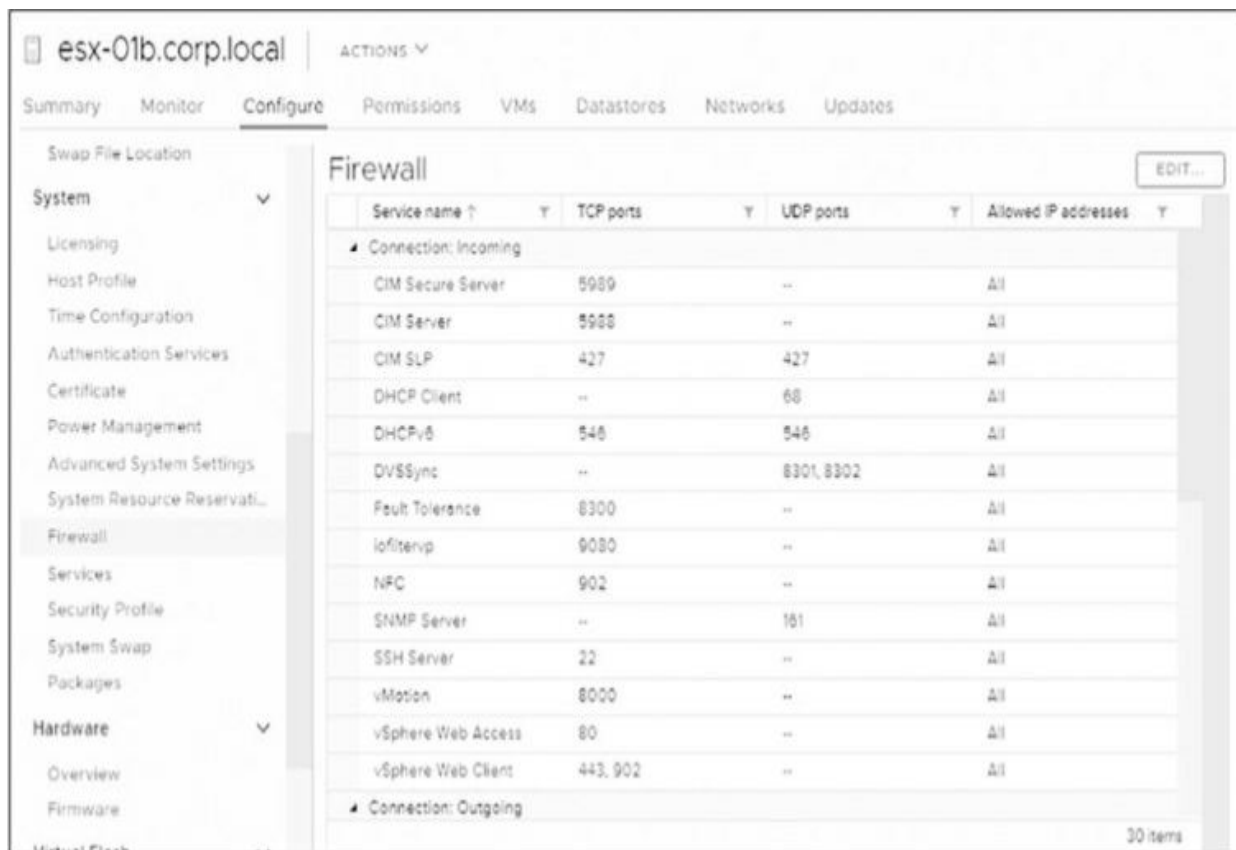 esx-01b.corp.local ACTIONS
Summary Monitor Configure Permissions VMs Datastores Networks Updates
Swap File Location
System
Licensing
Host Profile
Time Configuration
Authentication Services
Certificate
Power Management
Advanced System Settings
System Resource Reservati...
Firewall
Services
Security Profile
System Swap
Packages
Hardware
Overview
Firmware
Virtual Flash
Firewall EDIT...
Service name TCP ports UDP ports Allowed IP addresses
Connection: Incoming
CIM Secure Server 5989 -- All
CIM Server 5988 -- All
CIM SLP 427 427 All
DHCP Client -- 68 All
DHCPv6 546 546 All
DVSSync -- 8301, 8302 All
Fault Tolerance 8300 -- All
iofiltervp 9080 -- All
NFC 902 -- All
SNMP Server -- 161 All
SSH Server 22 -- All
vMotion 8000 -- All
vSphere Web Access 80 -- All
vSphere Web Client 443, 902 -- All
Connection: Outgoing
30 items